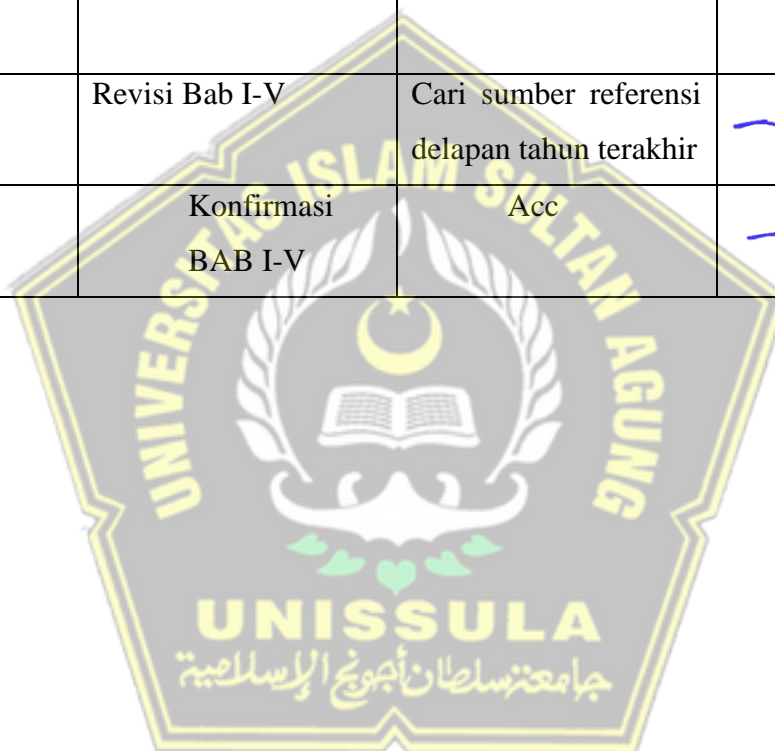 Revisi Bab I-V
Cari sumber referensi
delapan tahun terakhir
Konfirmasi
BAB I-V
Acc
UNIVERSITAS ISLAM SULTAN AGUNG
UNISSULA
جامعة سلطان أجونج الإسلامية